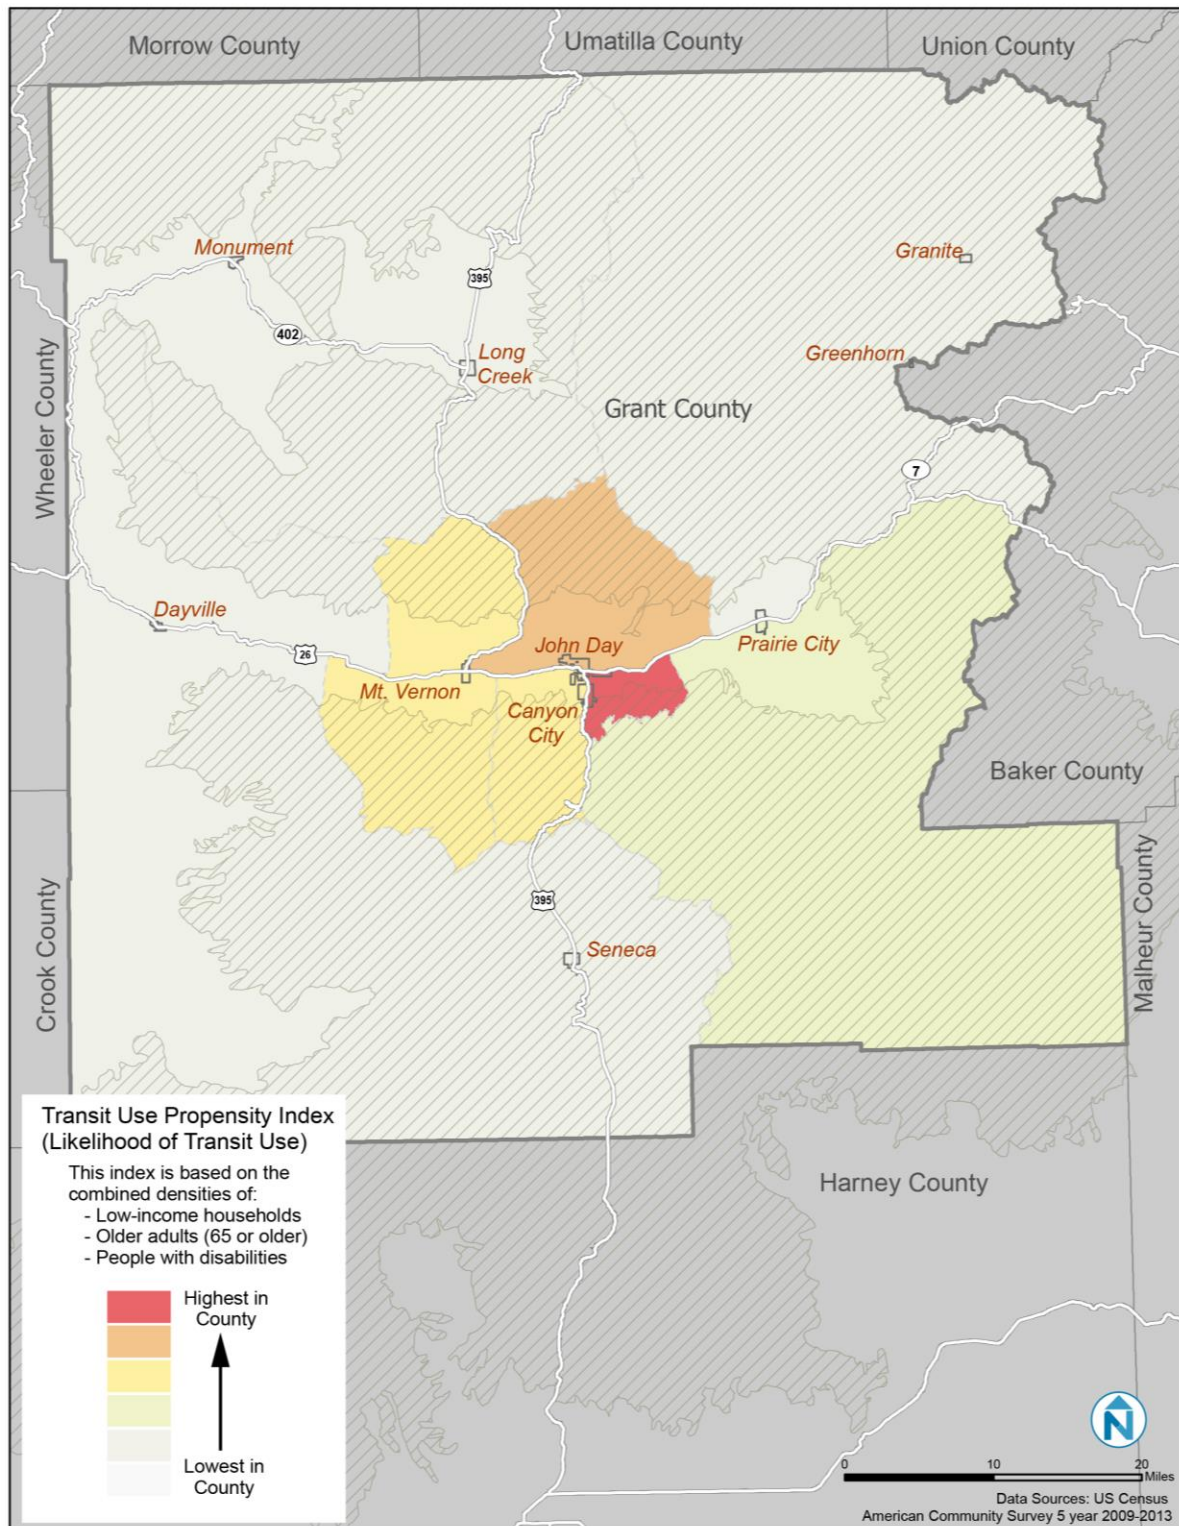 Morrow County
Umatilla County
Union County
Monument
Granite
395
402
Long
Creek
Greenhorn
Grant County
Wheeler County
7
Dayville
26
John Day
Prairie City
Mt. Vernon
Canyon
City
Baker County
Crook County
395
Seneca
Malheur County
Harney County
Transit Use Propensity Index
(Likelihood of Transit Use)
This index is based on the
combined densities of:
- Low-income households
- Older adults (65 or older)
- People with disabilities
Highest in
County
Lowest in
County
N
0 10 20
Miles
Data Sources: US Census
American Community Survey 5 year 2009-2013